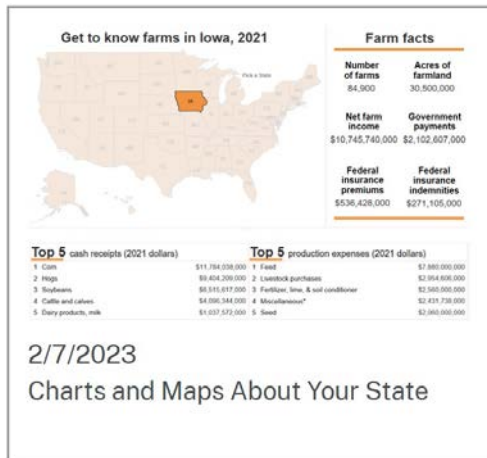 Get to know farms in Iowa, 2021
Pick a State
IA
Farm facts
Number of farms
84,900
Acres of farmland
30,500,000
Net farm income
$10,745,740,000
Government payments
$2,102,607,000
Federal insurance premiums
$536,428,000
Federal insurance indemnities
$271,105,000
Top 5 cash receipts (2021 dollars)
1 Corn $11,784,038,000
2 Hogs $9,404,209,000
3 Soybeans $8,515,617,000
4 Cattle and calves $4,096,344,000
5 Dairy products, milk $1,037,572,000
Top 5 production expenses (2021 dollars)
1 Feed $7,880,000,000
2 Livestock purchases $2,954,606,000
3 Fertilizer, lime, & soil conditioner $2,560,000,000
4 Miscellaneous* $2,431,738,000
5 Seed $2,060,000,000
2/7/2023
Charts and Maps About Your State